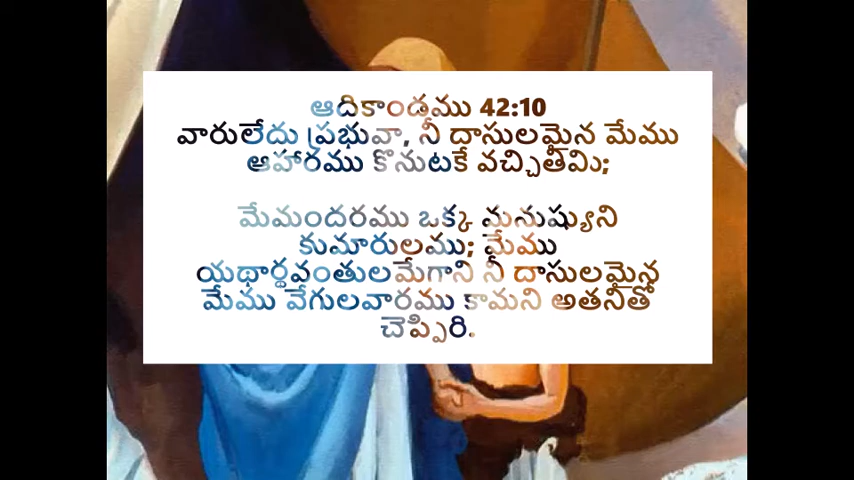 ఆదికాండము 42:10
వారులేదు ప్రభువా, నీ దాసులమైన మేము
ఆహారము కొనుటకే వచ్చితిమి;
మేమందరము ఒక్క మనుష్యుని
కుమారులము; మేము
యథార్థవంతులమేగాని నీ దాసులమైన
మేము వేగులవారము కామని అతనితో
చెప్పిరి.